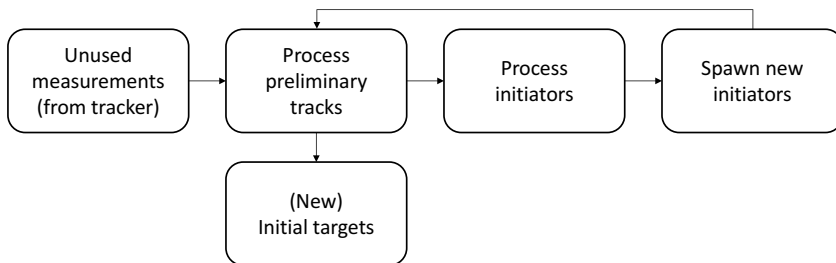 Unused
measurements
(from tracker)
Process
preliminary
tracks
Process
initiators
Spawn new
initiators
(New)
Initial targets